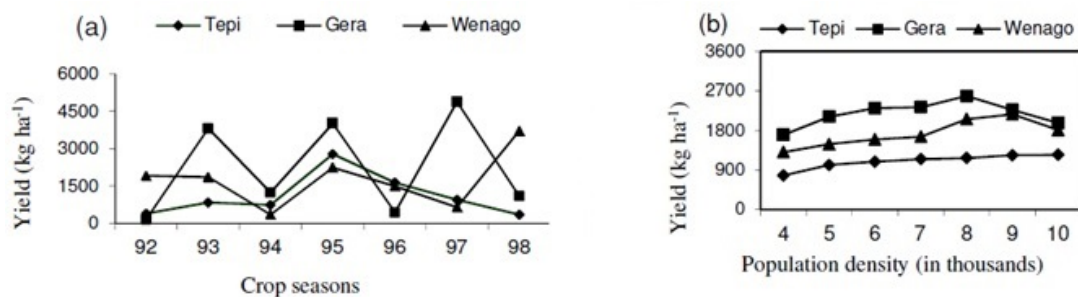 (a)
Tepi Gera Wenago
6000
4500
3000
1500
0
Yield (kg ha⁻¹)
92 93 94 95 96 97 98
Crop seasons
(b)
Tepi Gera Wenago
3600
2700
1800
900
0
Yield (kg ha⁻¹)
4 5 6 7 8 9 10
Population density (in thousands)